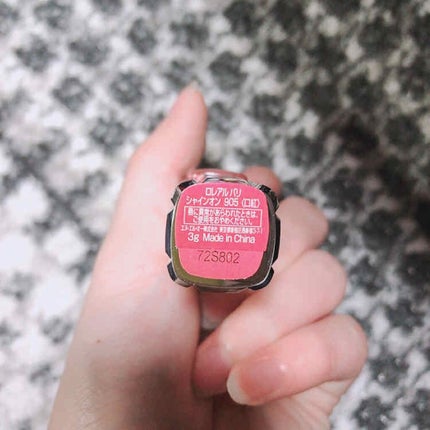 ロレアル パリ
シャインオン 905 (口紅)
唇に異常があらわれたときは、
ご使用をおやめください。
3g Made in China
72S602